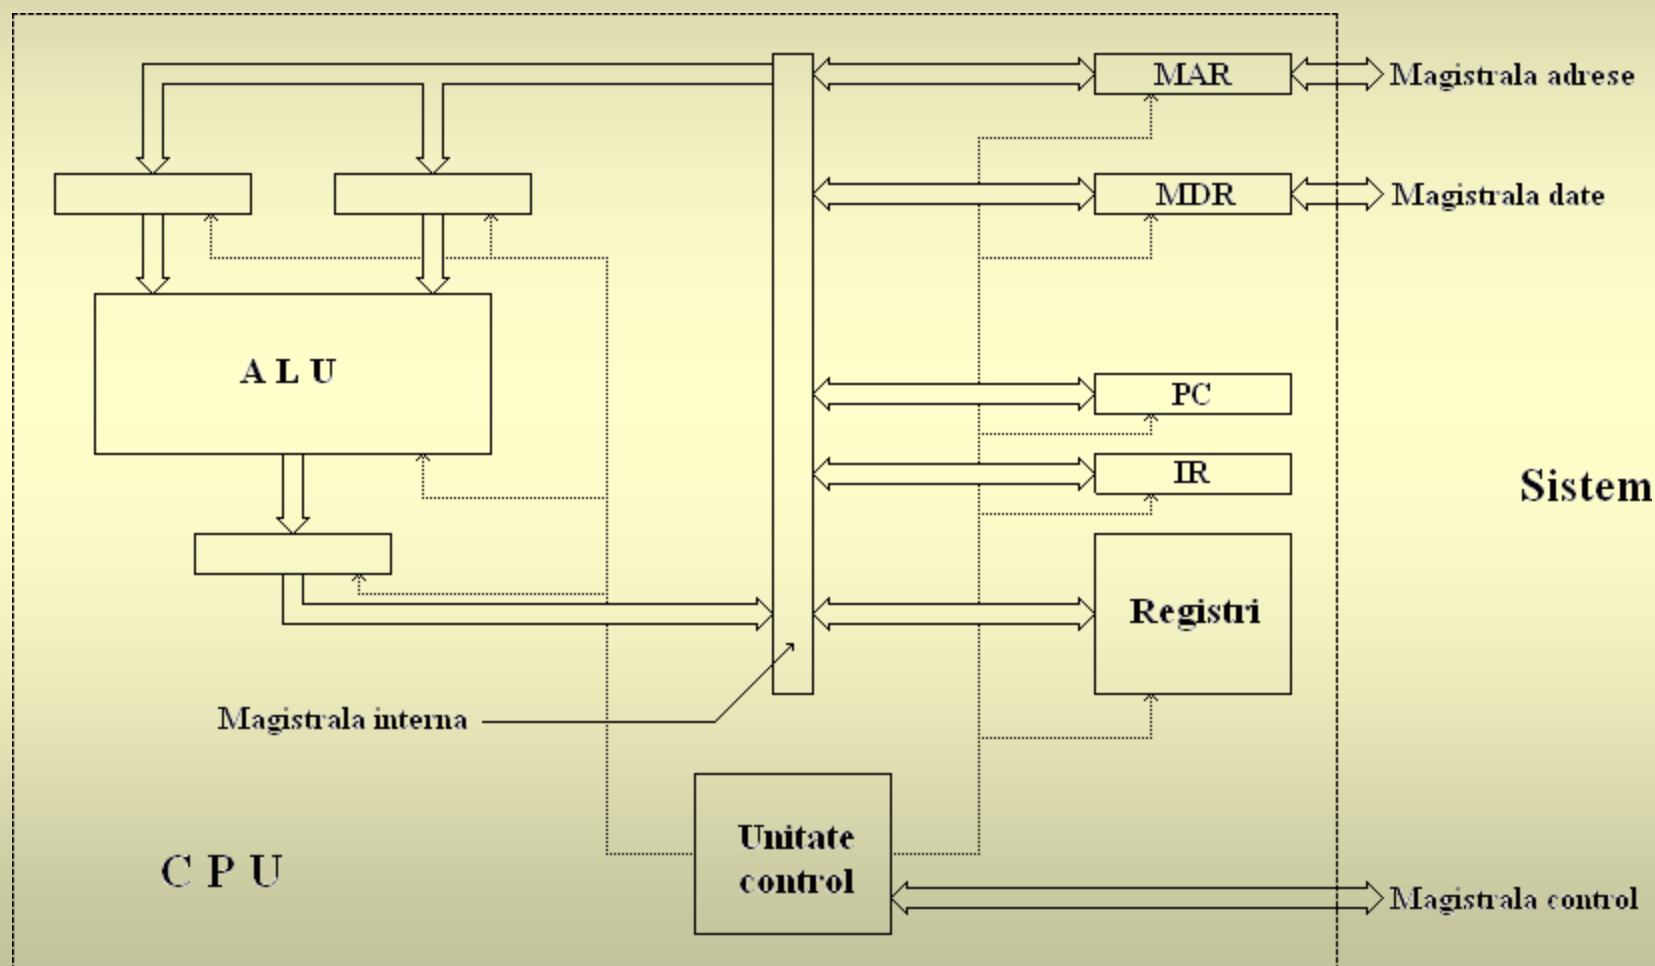 MAR
Magistrala adrese
MDR
Magistrala date
A L U
PC
IR
Sistem
Registri
Magistrala interna
Unitate
control
C P U
Magistrala control